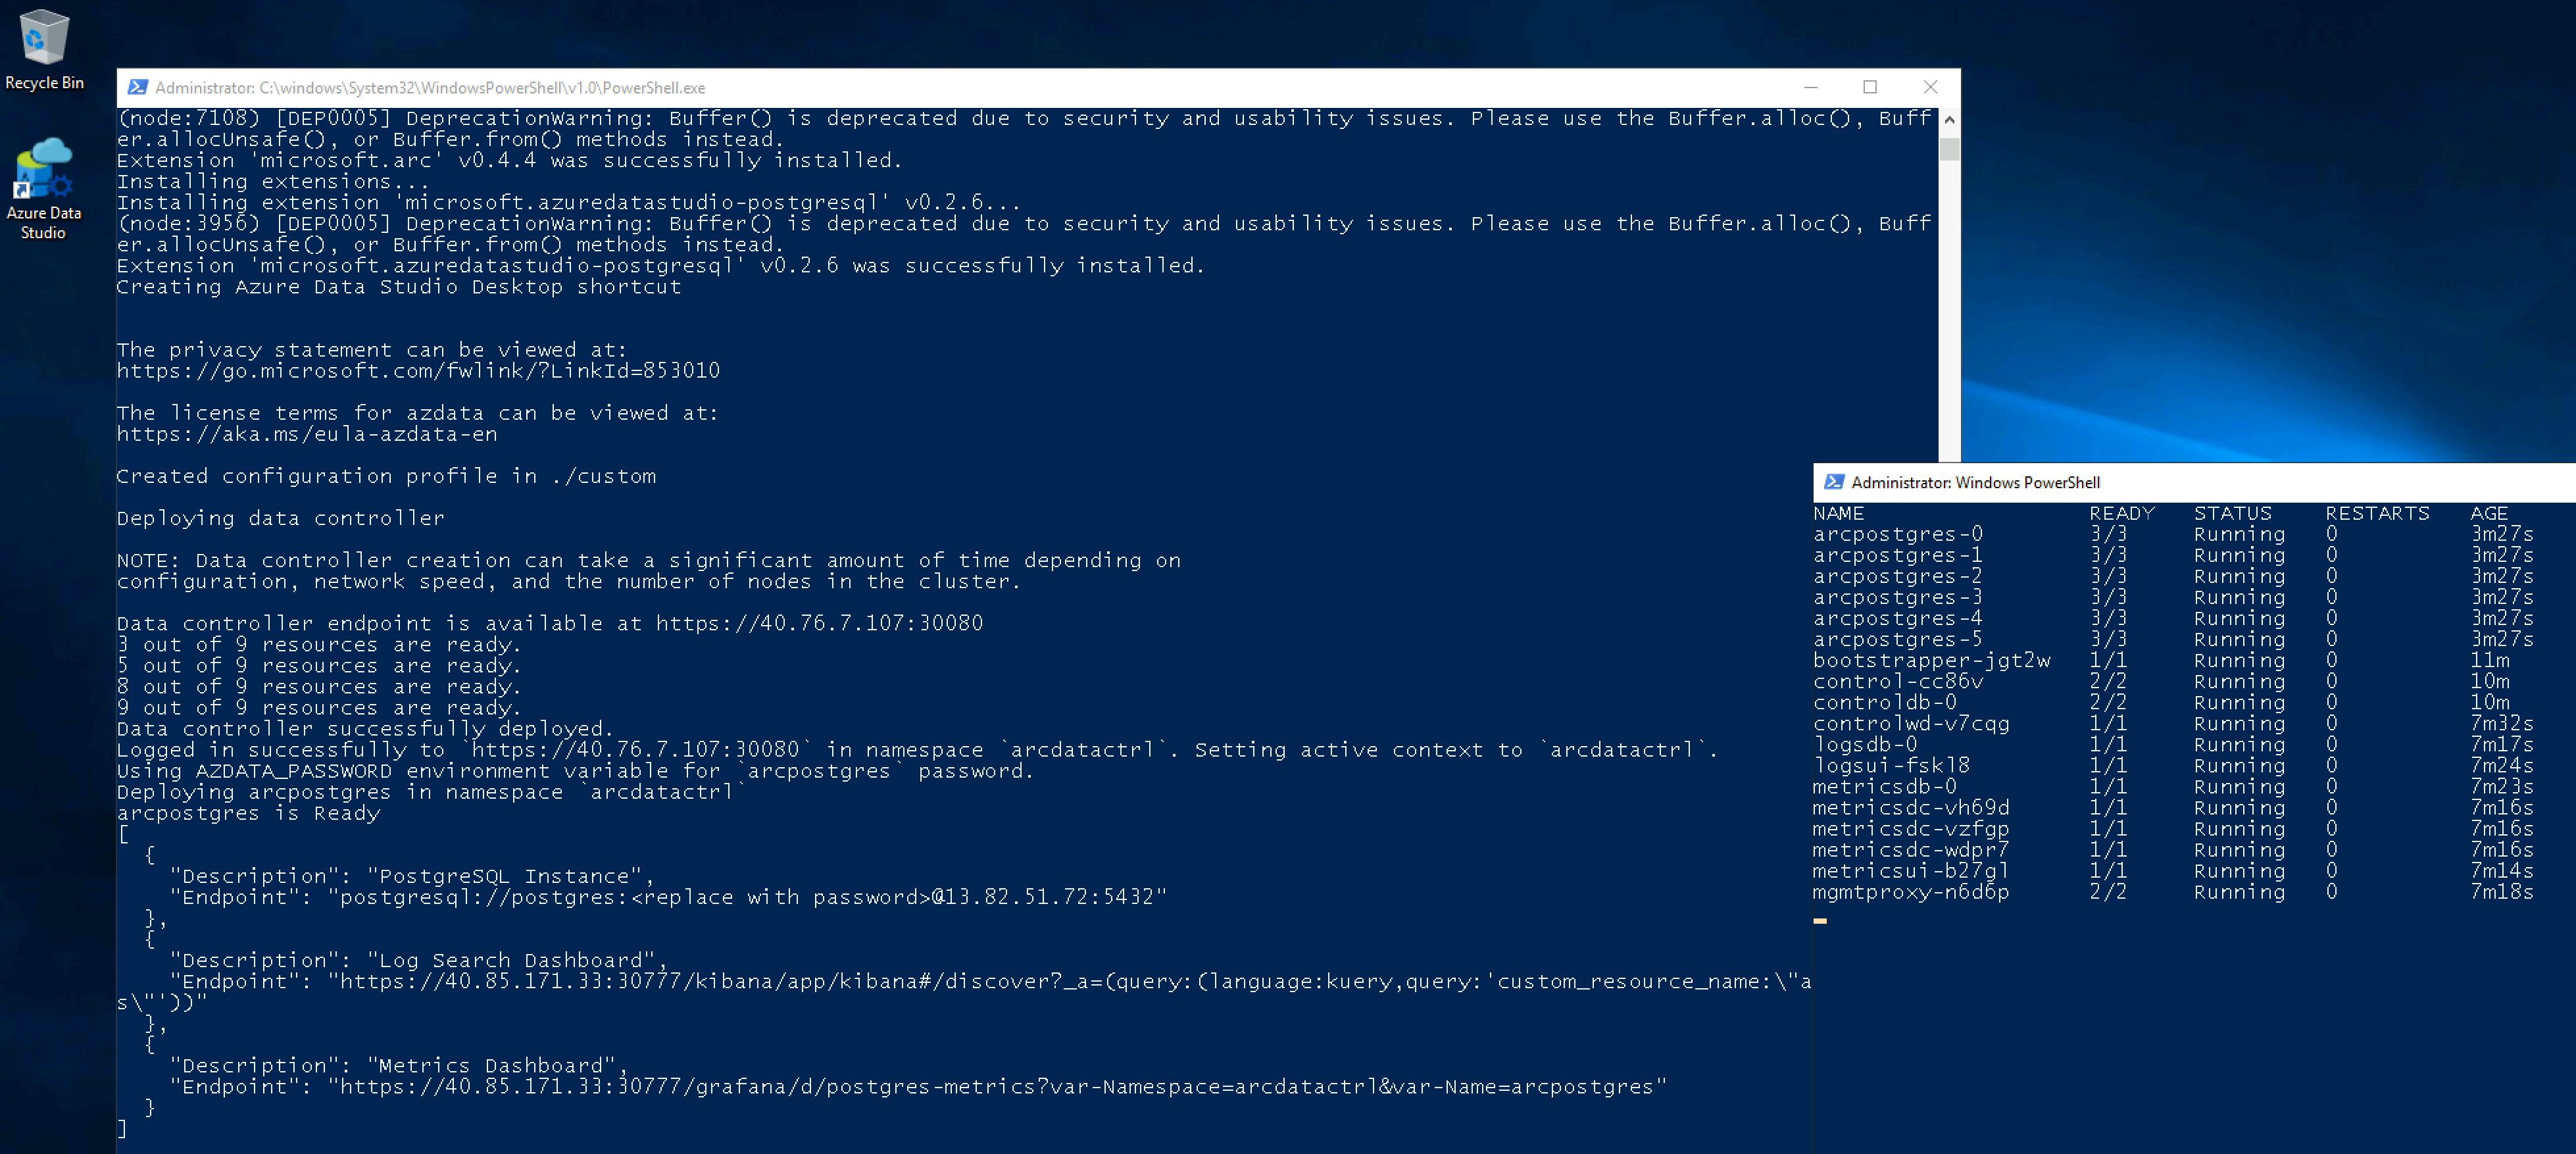 Recycle Bin
Azure Data
Studio
Administrator: C:\windows\System32\WindowsPowerShell\v1.0\PowerShell.exe
(node:7108) [DEP0005] DeprecationWarning: Buffer() is deprecated due to security and usability issues. Please use the Buffer.alloc(), Buff
er.allocUnsafe(), or Buffer.from() methods instead.
Extension 'microsoft.arc' v0.4.4 was successfully installed.
Installing extensions...
Installing extension 'microsoft.azuredatastudio-postgresql' v0.2.6...
(node:3956) [DEP0005] DeprecationWarning: Buffer() is deprecated due to security and usability issues. Please use the Buffer.alloc(), Buff
er.allocUnsafe(), or Buffer.from() methods instead.
Extension 'microsoft.azuredatastudio-postgresql' v0.2.6 was successfully installed.
Creating Azure Data Studio Desktop shortcut
The privacy statement can be viewed at:
https://go.microsoft.com/fwlink/?LinkId=853010
The license terms for azdata can be viewed at:
https://aka.ms/eula-azdata-en
Created configuration profile in ./custom
Deploying data controller
NOTE: Data controller creation can take a significant amount of time depending on
configuration, network speed, and the number of nodes in the cluster.
Data controller endpoint is available at https://40.76.7.107:30080
3 out of 9 resources are ready.
5 out of 9 resources are ready.
8 out of 9 resources are ready.
9 out of 9 resources are ready.
Data controller successfully deployed.
Logged in successfully to `https://40.76.7.107:30080` in namespace `arcdatactrl`. Setting active context to `arcdatactrl`.
Using AZDATA_PASSWORD environment variable for `arcpostgres` password.
Deploying arcpostgres in namespace `arcdatactrl`
arcpostgres is Ready
[
{
"Description": "PostgreSQL Instance",
"Endpoint": "postgresql://postgres:<replace with password>@13.82.51.72:5432"
},
{
"Description": "Log Search Dashboard",
"Endpoint": "https://40.85.171.33:30777/kibana/app/kibana#/discover?_a=(query:(language:kuery,query:'custom_resource_name:\"a
s\"'))"
},
{
"Description": "Metrics Dashboard",
"Endpoint": "https://40.85.171.33:30777/grafana/d/postgres-metrics?var-Namespace=arcdatactrl&var-Name=arcpostgres"
}
]
Administrator: Windows PowerShell
NAME READY STATUS RESTARTS AGE
arcpostgres-0 3/3 Running 0 3m27s
arcpostgres-1 3/3 Running 0 3m27s
arcpostgres-2 3/3 Running 0 3m27s
arcpostgres-3 3/3 Running 0 3m27s
arcpostgres-4 3/3 Running 0 3m27s
arcpostgres-5 3/3 Running 0 3m27s
bootstrapper-jgt2w 1/1 Running 0 11m
control-cc86v 2/2 Running 0 10m
controldb-0 2/2 Running 0 10m
controlwd-v7cqg 1/1 Running 0 7m32s
logsdb-0 1/1 Running 0 7m17s
logsui-fskl8 1/1 Running 0 7m24s
metricsdb-0 1/1 Running 0 7m23s
metricsdc-vh69d 1/1 Running 0 7m16s
metricsdc-vzfgp 1/1 Running 0 7m16s
metricsdc-wdpr7 1/1 Running 0 7m16s
metricsui-b27gl 1/1 Running 0 7m14s
mgmtproxy-n6d6p 2/2 Running 0 7m18s